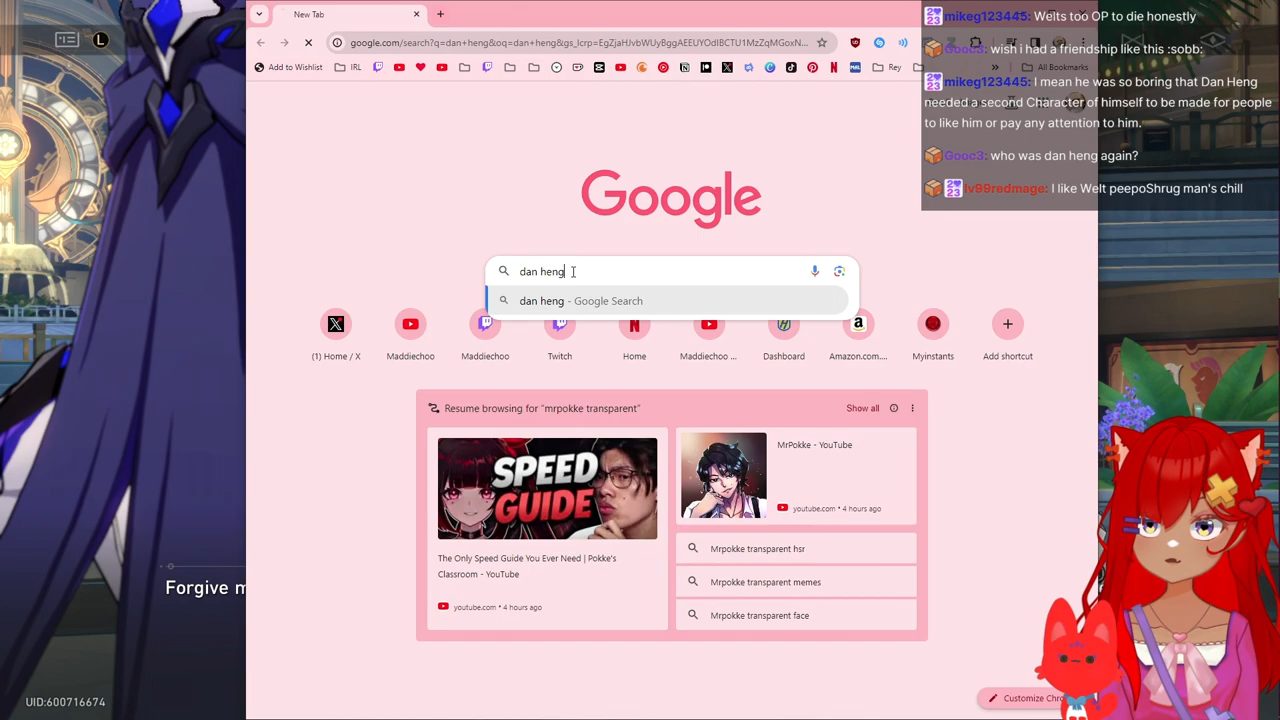 New Tab
google.com/search?q=dan+heng&oq=dan+heng&gs_lcrp=EgZjaHJvbWUyBggAEEUYOdIBCTU1MzZqMGoxN...
Add to Wishlist
IRL
Rey
All Bookmarks
mikeg123445: Welts too OP to die honestly
Gooc3: wish i had a friendship like this :sobb:
mikeg123445: I mean he was so boring that Dan Heng
needed a second Character of himself to be made for people
to like him or pay any attention to him.
Gooc3: who was dan heng again?
lv99redmage: I like Welt peepoShrug man's chill
Google
dan heng
dan heng - Google Search
(1) Home / X
Maddiechoo
Maddiechoo
Twitch
Home
Maddiechoo ...
Dashboard
Amazon.com....
Myinstants
Add shortcut
Resume browsing for "mrpokke transparent"
Show all
SPEED
GUIDE
The Only Speed Guide You Ever Need | Pokke's
Classroom - YouTube
youtube.com • 4 hours ago
MrPokke - YouTube
youtube.com • 4 hours ago
Mrpokke transparent hsr
Mrpokke transparent memes
Mrpokke transparent face
Forgive m
Customize Chro
UID:600716674
L